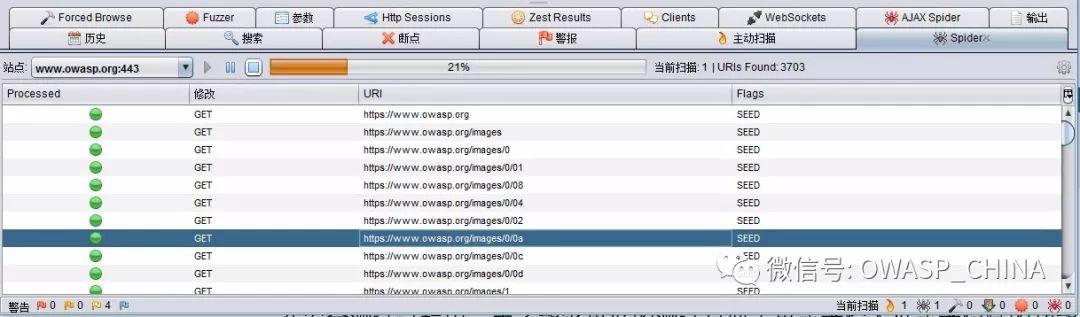 Forced Browse Fuzzer 参数 Http Sessions Zest Results Clients WebSockets AJAX Spider 输出
历史 搜索 断点 警报 主动扫描 Spider×
站点: www.owasp.org:443 21% 当前扫描: 1 | URIs Found: 3703
Processed 修改 URI Flags
GET https://www.owasp.org SEED
GET https://www.owasp.org/images SEED
GET https://www.owasp.org/images/0 SEED
GET https://www.owasp.org/images/0/01 SEED
GET https://www.owasp.org/images/0/08 SEED
GET https://www.owasp.org/images/0/04 SEED
GET https://www.owasp.org/images/0/02 SEED
GET https://www.owasp.org/images/0/0a SEED
GET https://www.owasp.org/images/0/0c SEED
GET https://www.owasp.org/images/0/0d SEED
GET https://www.owasp.org/images/1 SEED
微信号: OWASP_CHINA
警告 0 0 4 当前扫描 1 1 0 0 0 0